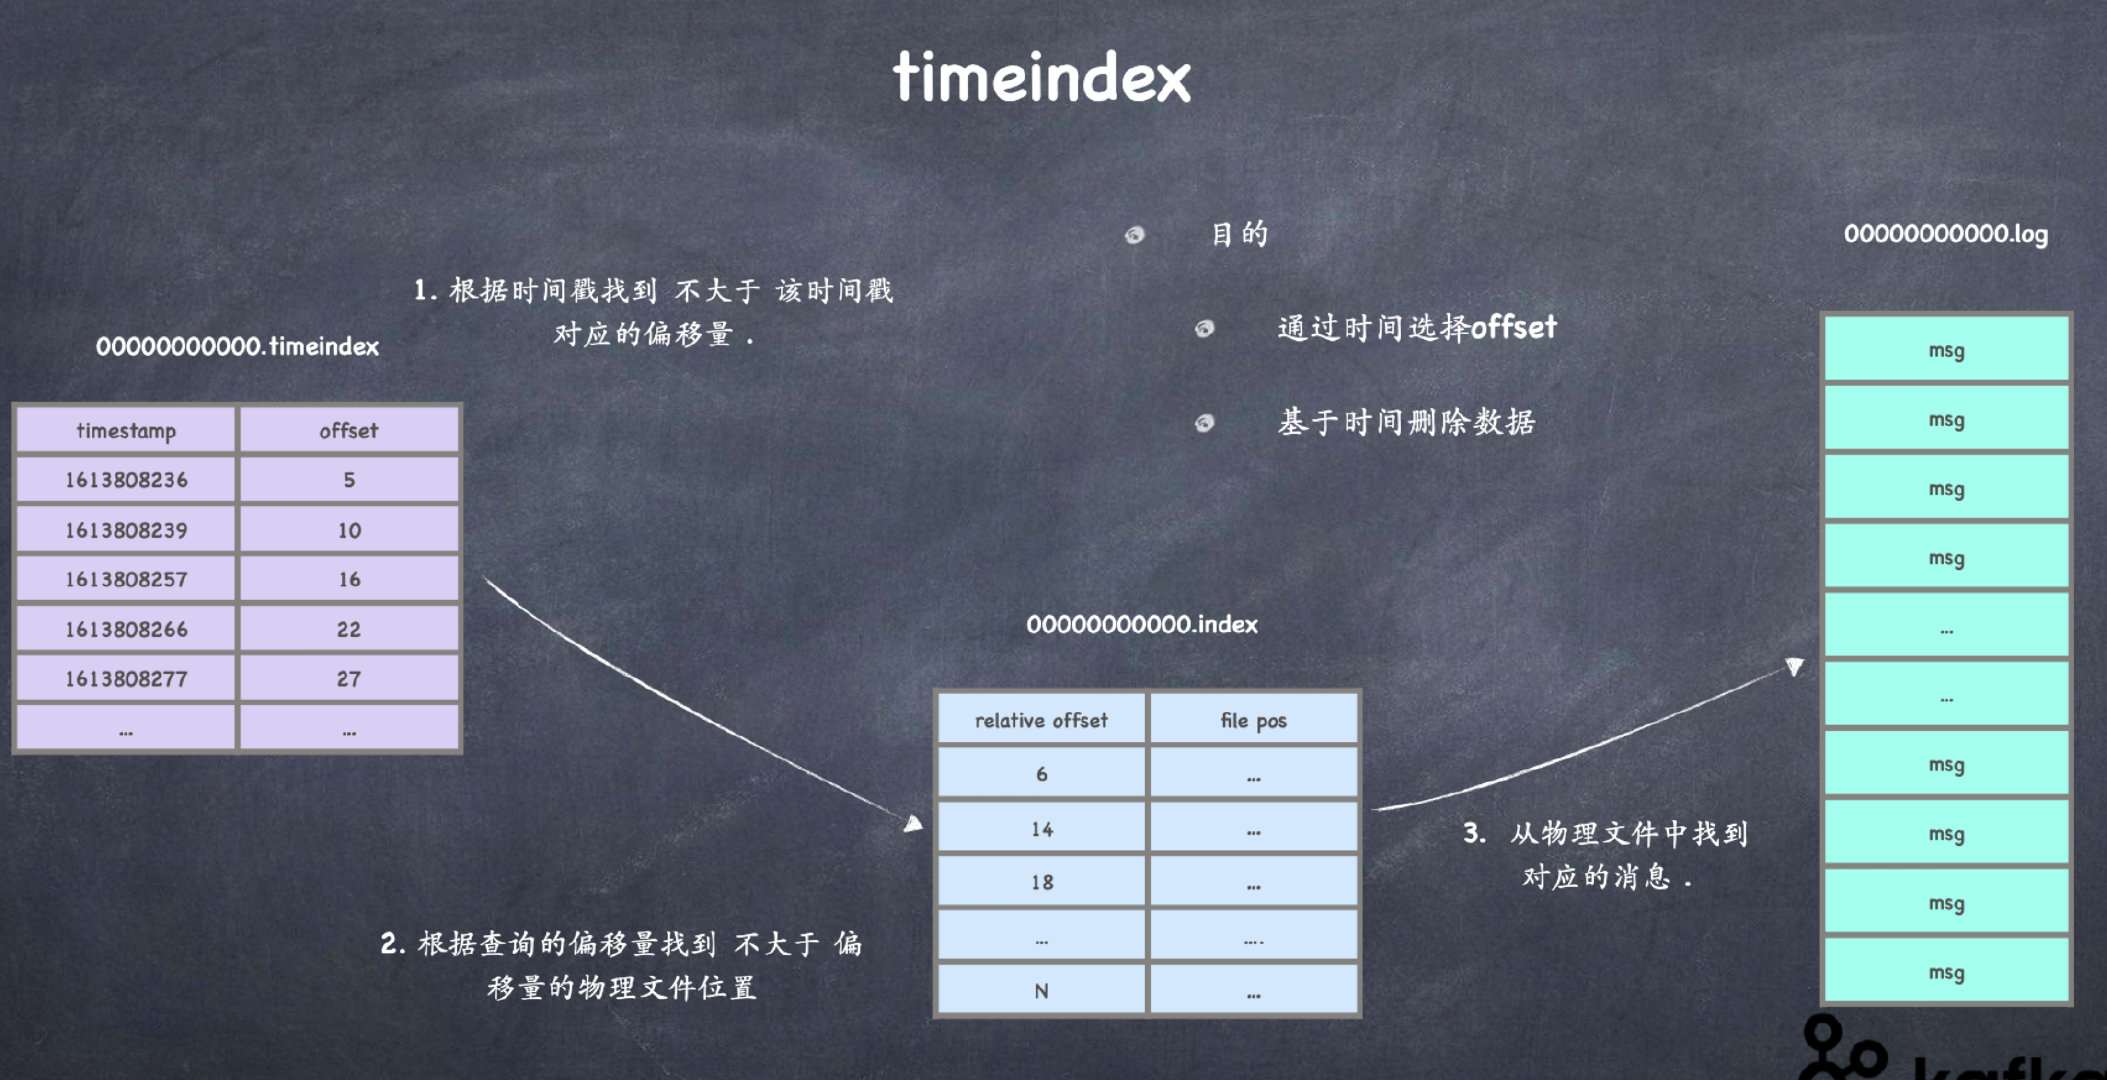 timeindex
目的
通过时间选择offset
基于时间删除数据
1. 根据时间戳找到 不大于 该时间戳
对应的偏移量 .
00000000000.timeindex
timestamp offset
1613808236 5
1613808239 10
1613808257 16
1613808266 22
1613808277 27
... ...
2. 根据查询的偏移量找到 不大于 偏
移量的物理文件位置
00000000000.index
relative offset file pos
6 ...
14 ...
18 ...
... ....
N ...
3. 从物理文件中找到
对应的消息 .
00000000000.log
msg
msg
msg
msg
...
...
msg
msg
msg
msg
kafka